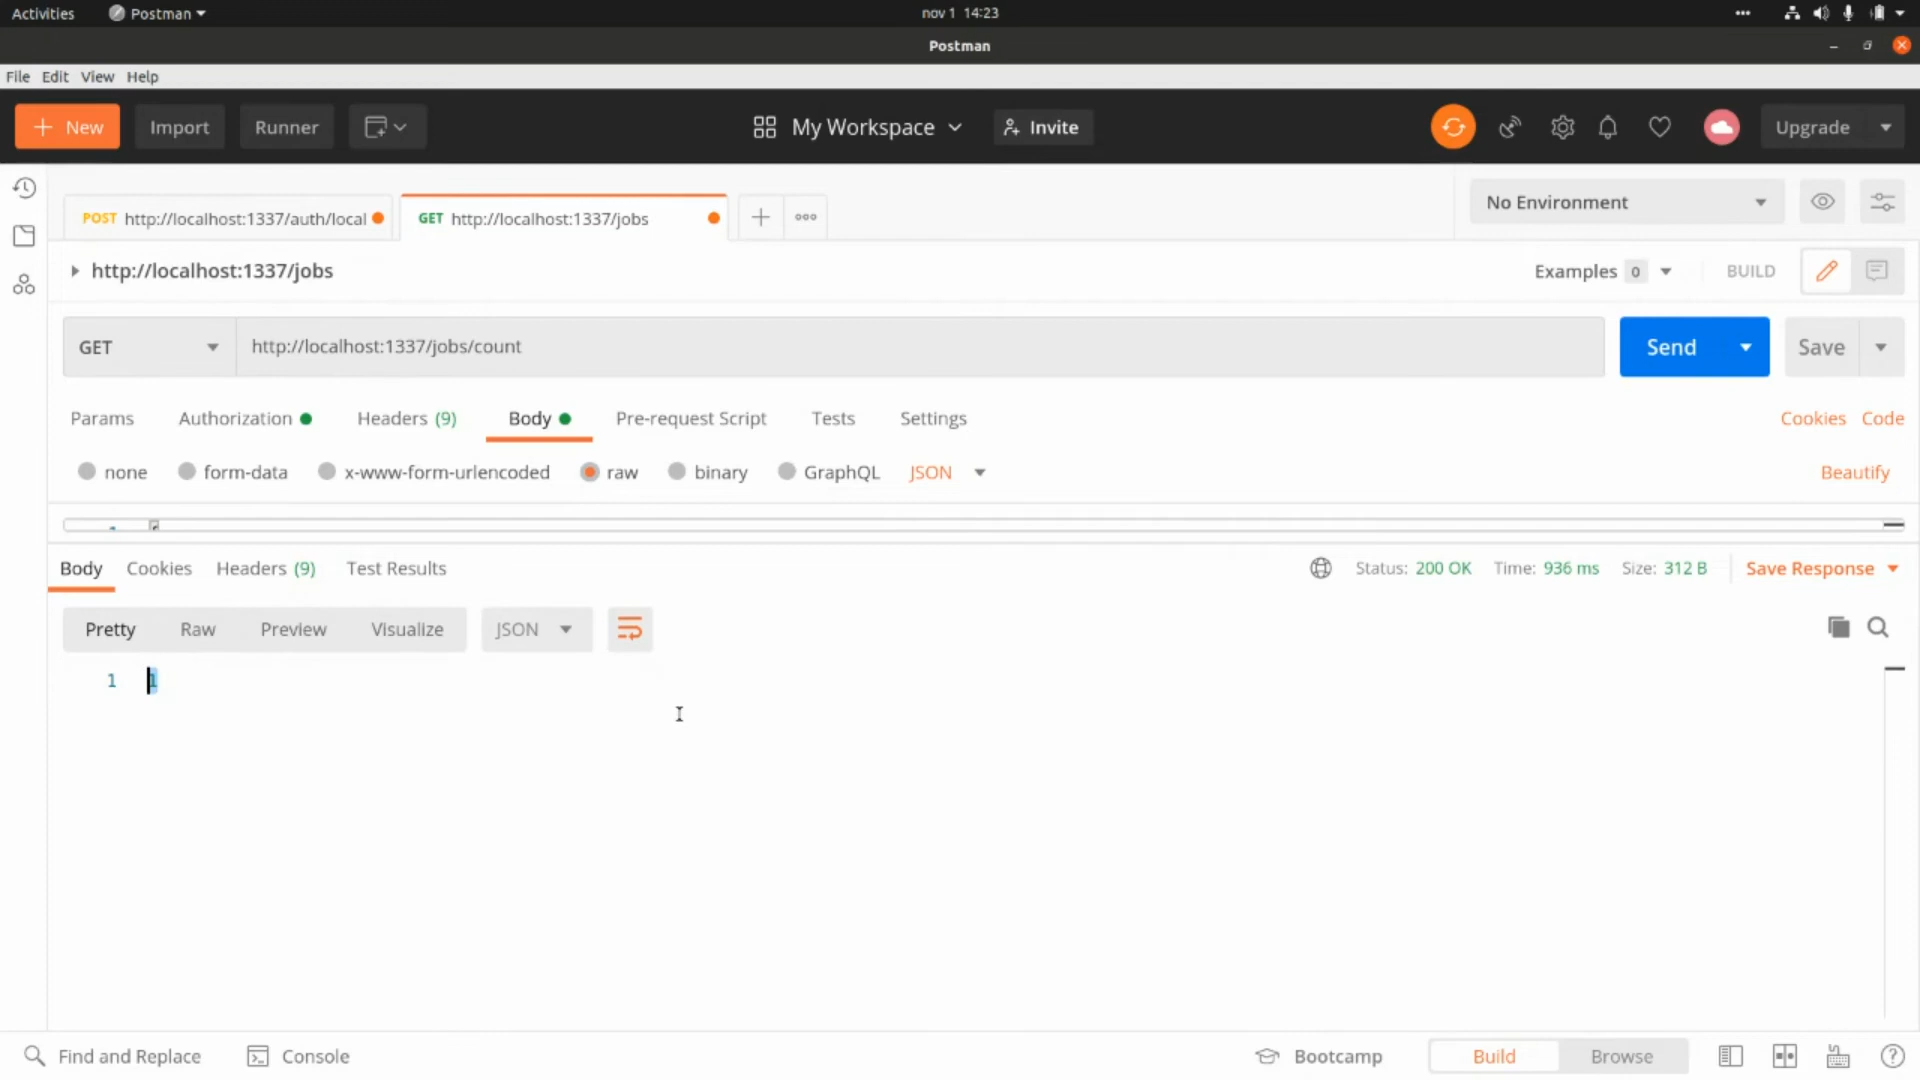 Activities Postman nov 1 14:23
Postman
File Edit View Help
New Import Runner My Workspace Invite Upgrade
POST http://localhost:1337/auth/local GET http://localhost:1337/jobs No Environment
http://localhost:1337/jobs Examples 0 BUILD
GET http://localhost:1337/jobs/count Send Save
Params Authorization Headers (9) Body Pre-request Script Tests Settings Cookies Code
none form-data x-www-form-urlencoded raw binary GraphQL JSON Beautify
Body Cookies Headers (9) Test Results Status: 200 OK Time: 936 ms Size: 312 B Save Response
Pretty Raw Preview Visualize JSON
1 1
Find and Replace Console Bootcamp Build Browse